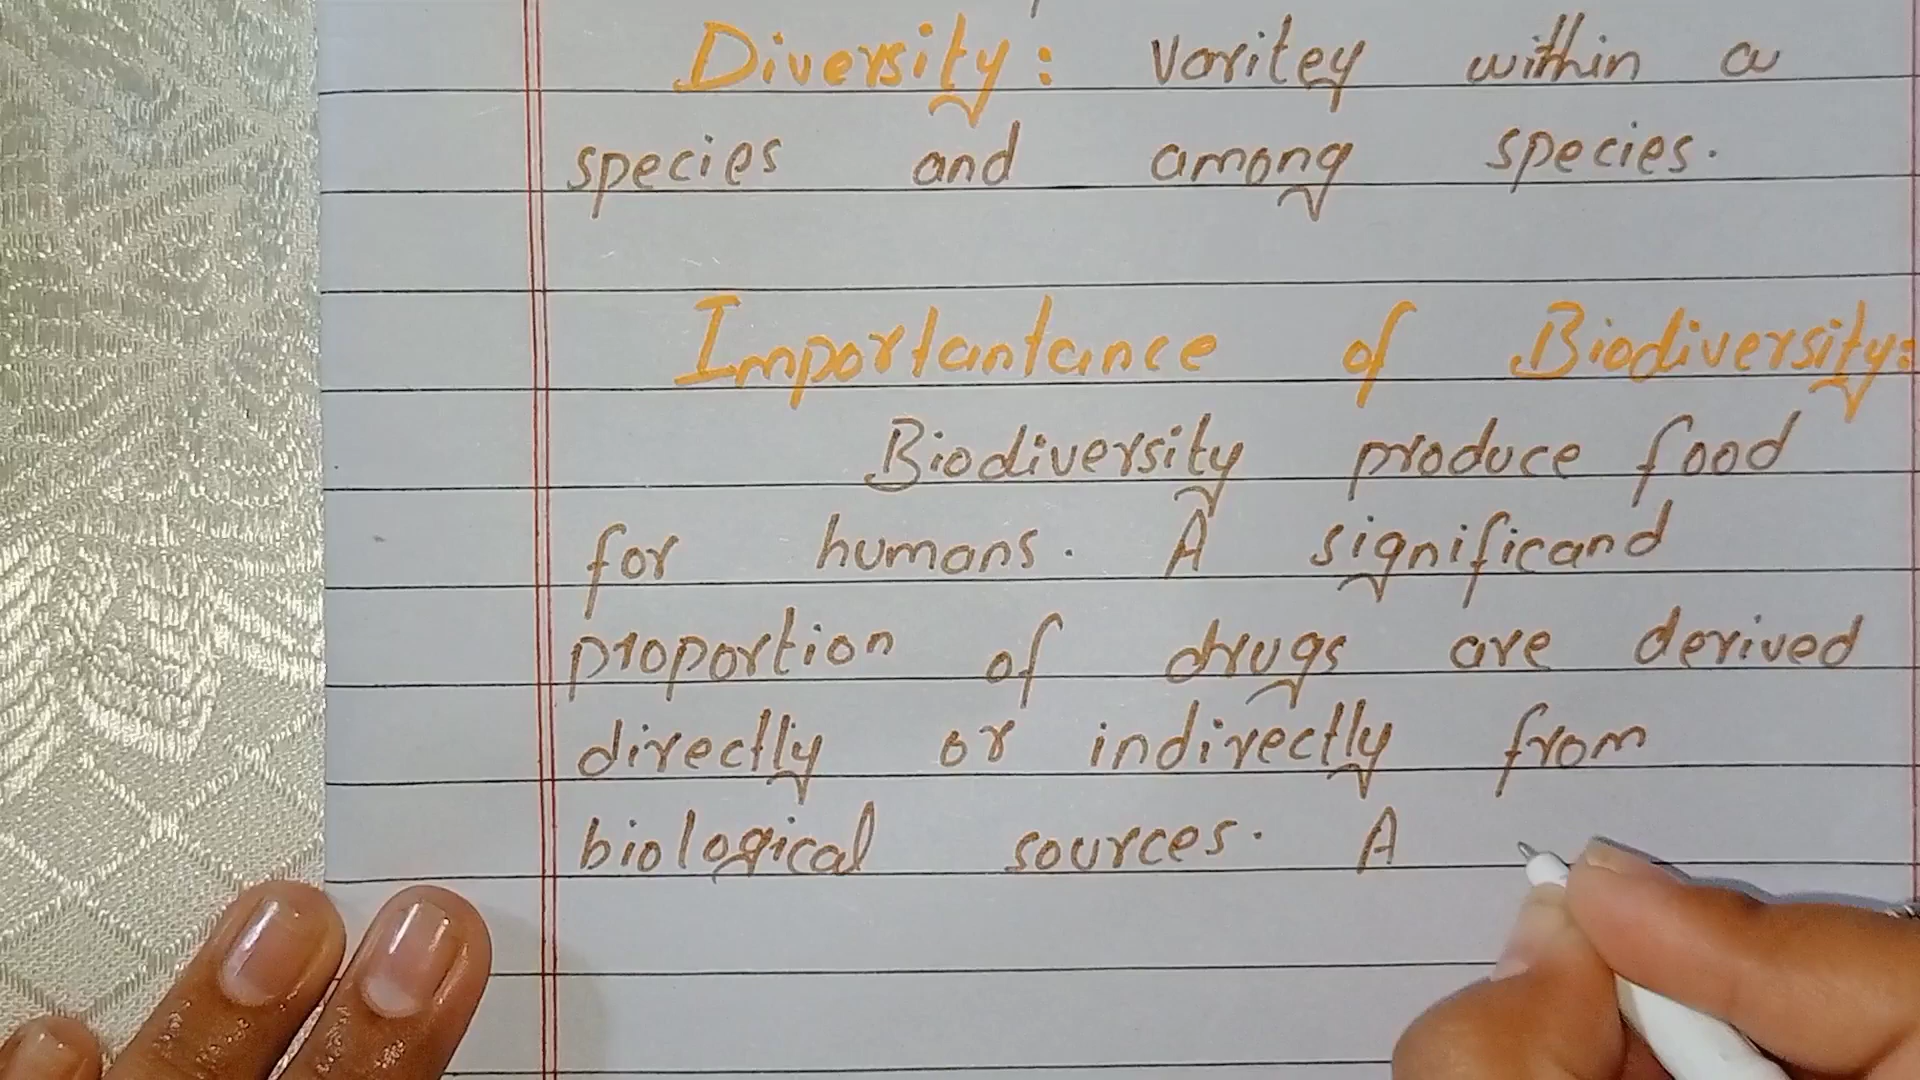 Diversity: Varitey within a
species and among species.
Importantance of Biodiversity:
Biodiversity produce food
for humans. A significand
proportion of drugs are derived
directly or indirectly from
biological sources. A